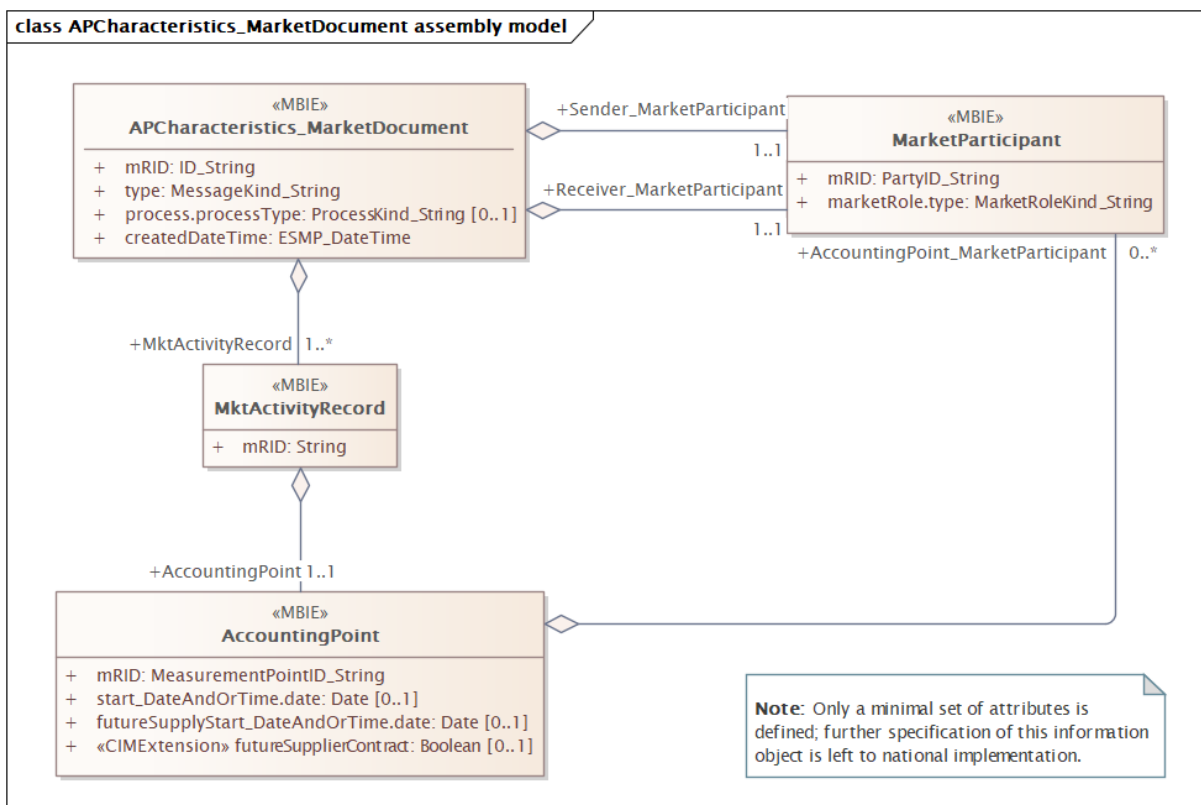 class APCharacteristics_MarketDocument assembly model
«MBIE»
APCharacteristics_MarketDocument
+ mRID: ID_String
+ type: MessageKind_String
+ process.processType: ProcessKind_String [0..1]
+ createdDateTime: ESMP_DateTime
+Sender_MarketParticipant
1..1
+Receiver_MarketParticipant
1..1
«MBIE»
MarketParticipant
+ mRID: PartyID_String
+ marketRole.type: MarketRoleKind_String
+AccountingPoint_MarketParticipant 0..*
+MktActivityRecord 1..*
«MBIE»
MktActivityRecord
+ mRID: String
+AccountingPoint 1..1
«MBIE»
AccountingPoint
+ mRID: MeasurementPointID_String
+ start_DateAndOrTime.date: Date [0..1]
+ futureSupplyStart_DateAndOrTime.date: Date [0..1]
+ «CIMExtension» futureSupplierContract: Boolean [0..1]
Note: Only a minimal set of attributes is
defined; further specification of this information
object is left to national implementation.